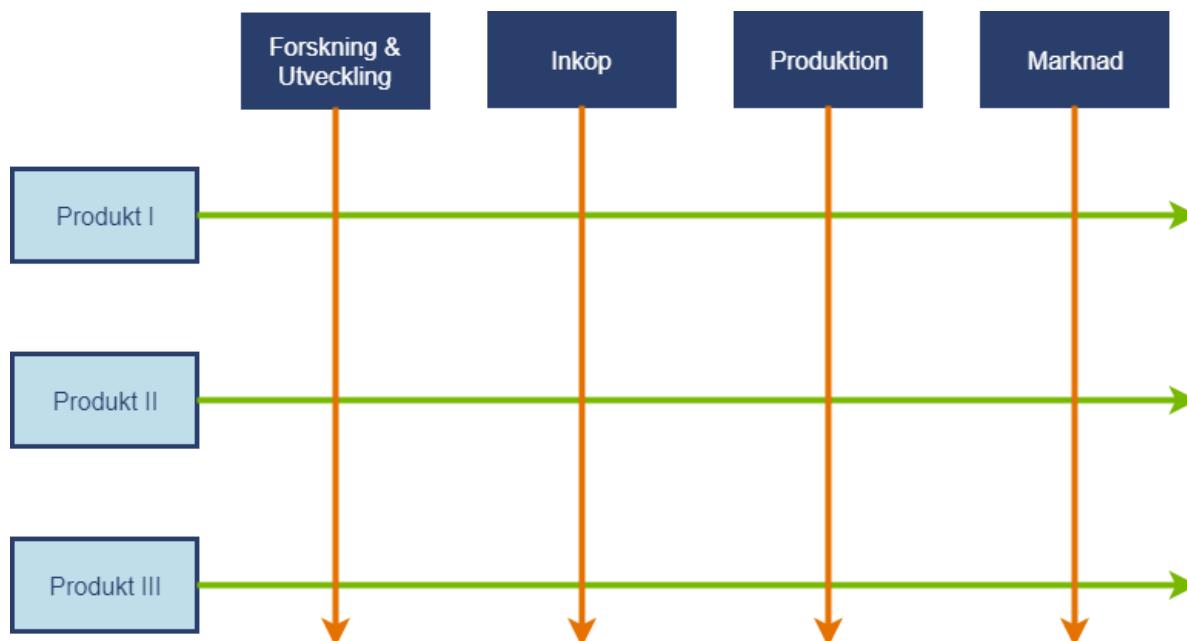 Forskning &
Utveckling
Inköp
Produktion
Marknad
Produkt I
Produkt II
Produkt III